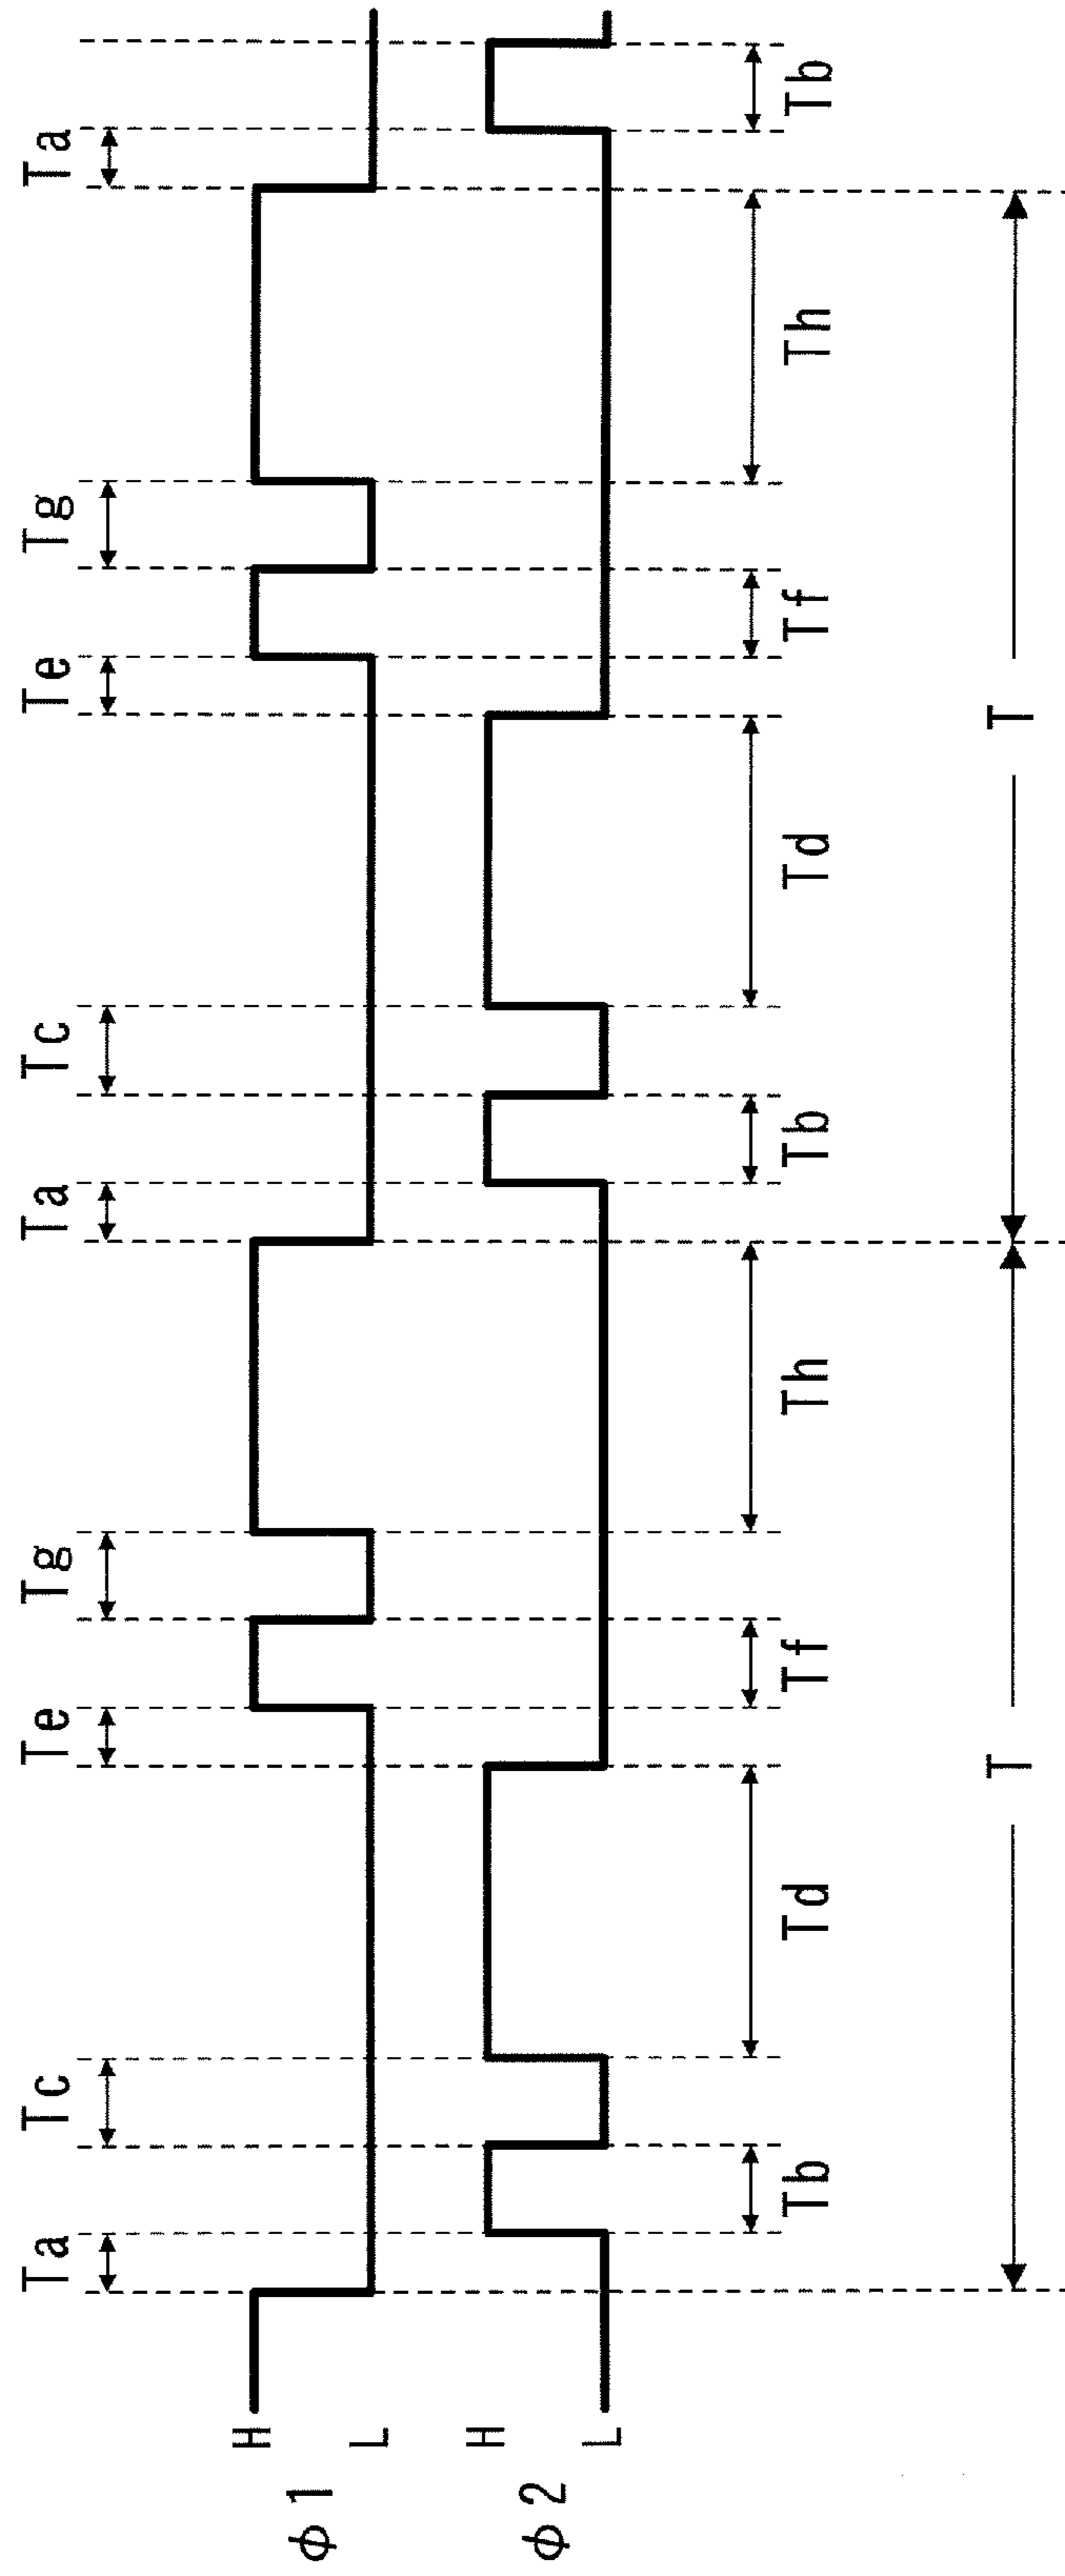 Ta Tc Te Tg Ta Tc Te Tg Ta
H
φ1
L
H
φ2
L
Tb Td Tf Th Tb Td Tf Th Tb
T T